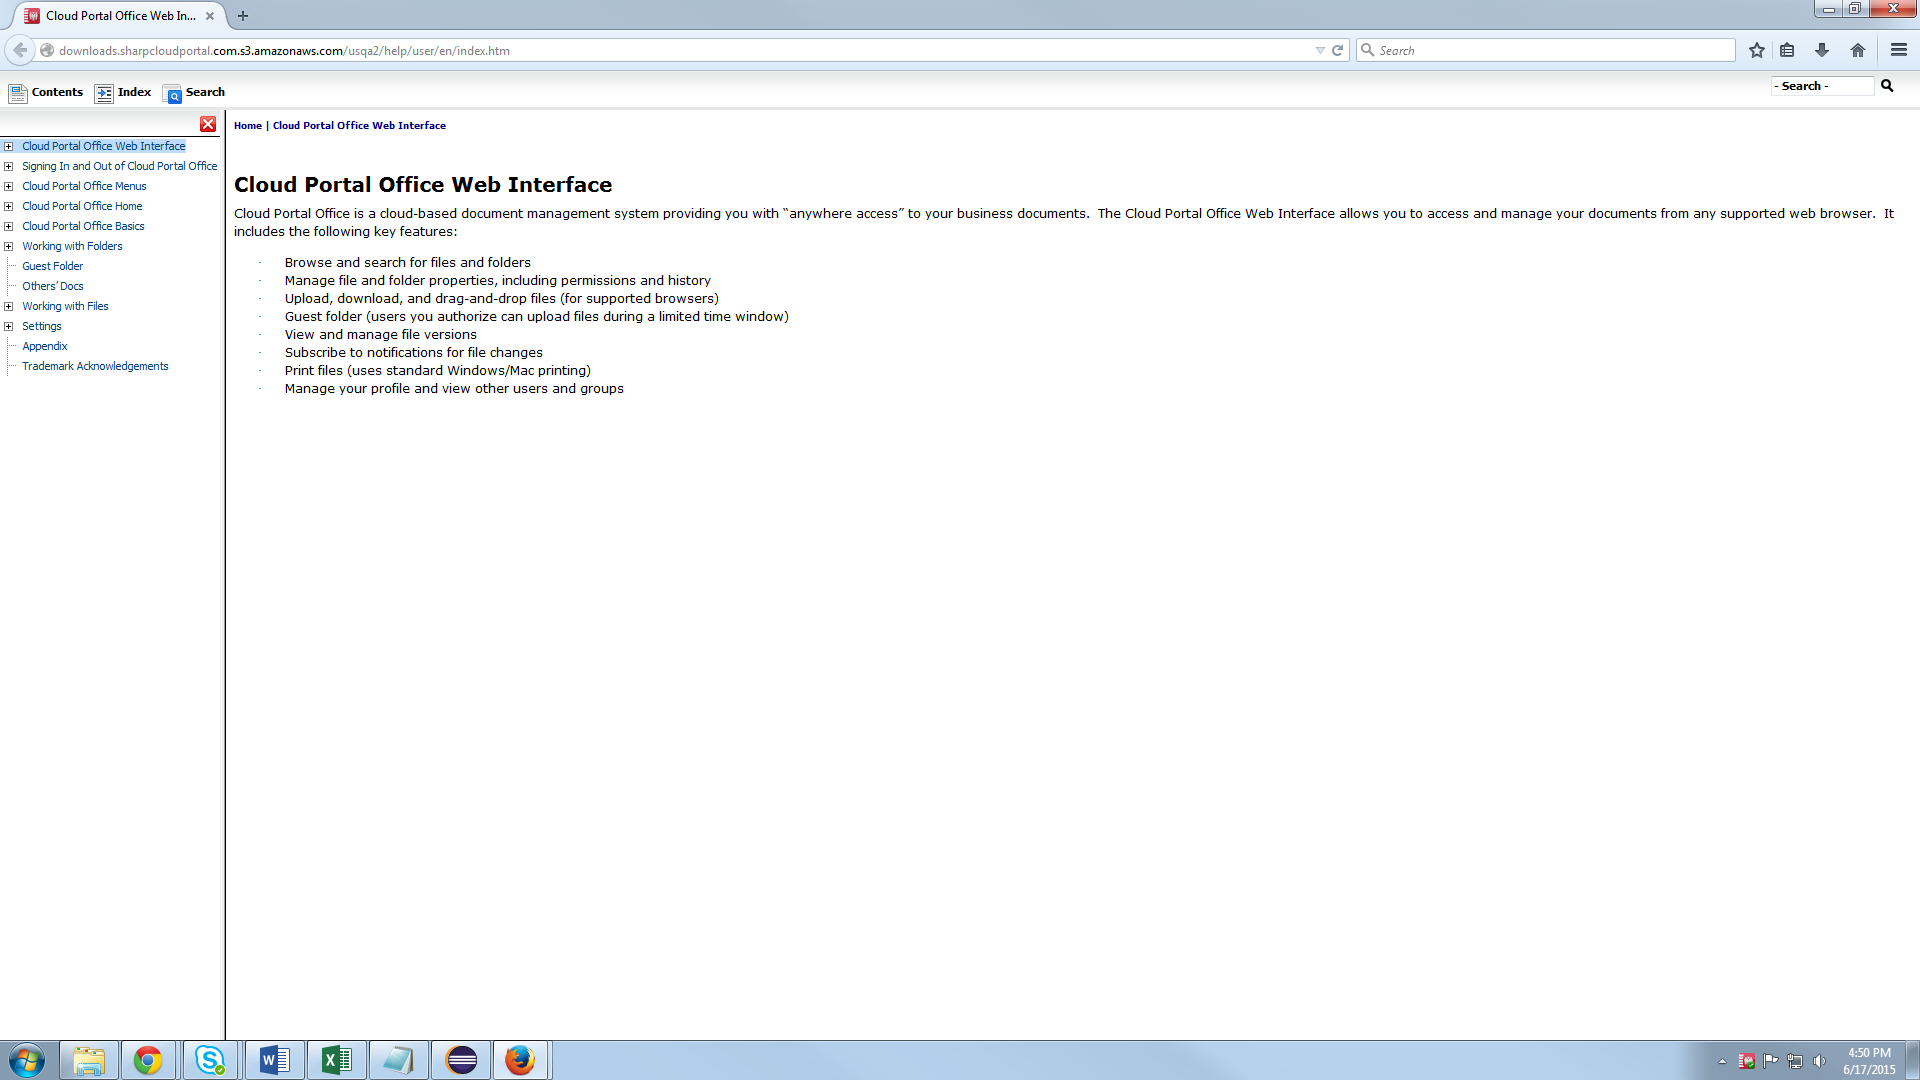 Cloud Portal Office Web In...
downloads.sharpcloudportal.com.s3.amazonaws.com/usqa2/help/user/en/index.htm
Search
Contents
Index
Search
- Search -
Home | Cloud Portal Office Web Interface
Cloud Portal Office Web Interface
Signing In and Out of Cloud Portal Office
Cloud Portal Office Menus
Cloud Portal Office Home
Cloud Portal Office Basics
Working with Folders
Guest Folder
Others’ Docs
Working with Files
Settings
Appendix
Trademark Acknowledgements
Cloud Portal Office Web Interface
Cloud Portal Office is a cloud-based document management system providing you with “anywhere access” to your business documents. The Cloud Portal Office Web Interface allows you to access and manage your documents from any supported web browser. It
includes the following key features:
· Browse and search for files and folders
· Manage file and folder properties, including permissions and history
· Upload, download, and drag-and-drop files (for supported browsers)
· Guest folder (users you authorize can upload files during a limited time window)
· View and manage file versions
· Subscribe to notifications for file changes
· Print files (uses standard Windows/Mac printing)
· Manage your profile and view other users and groups
4:50 PM
6/17/2015